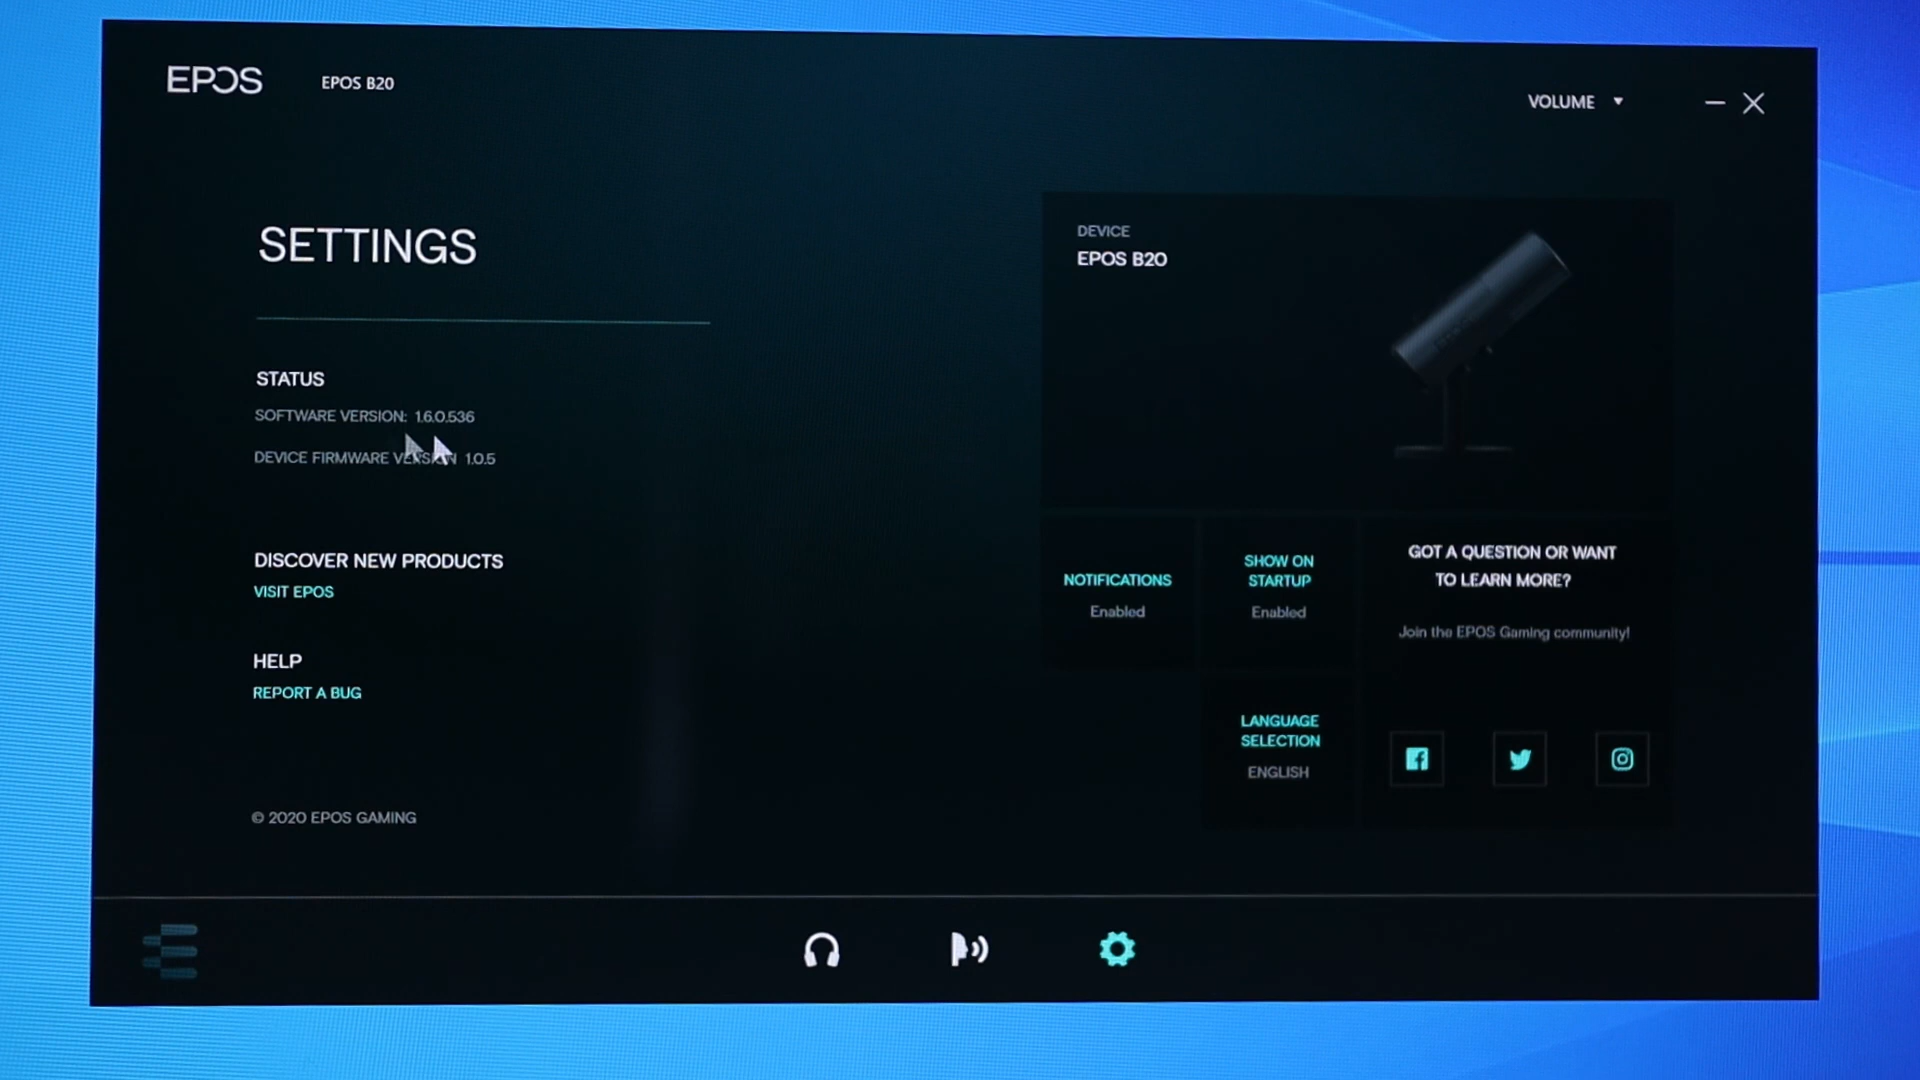 EPOS
EPOS B20
VOLUME
SETTINGS
STATUS
SOFTWARE VERSION: 1.6.0.536
DEVICE FIRMWARE VERSION 1.0.5
DISCOVER NEW PRODUCTS
VISIT EPOS
HELP
REPORT A BUG
© 2020 EPOS GAMING
DEVICE
EPOS B20
NOTIFICATIONS
Enabled
SHOW ON
STARTUP
Enabled
LANGUAGE
SELECTION
ENGLISH
GOT A QUESTION OR WANT
TO LEARN MORE?
Join the EPOS Gaming community!